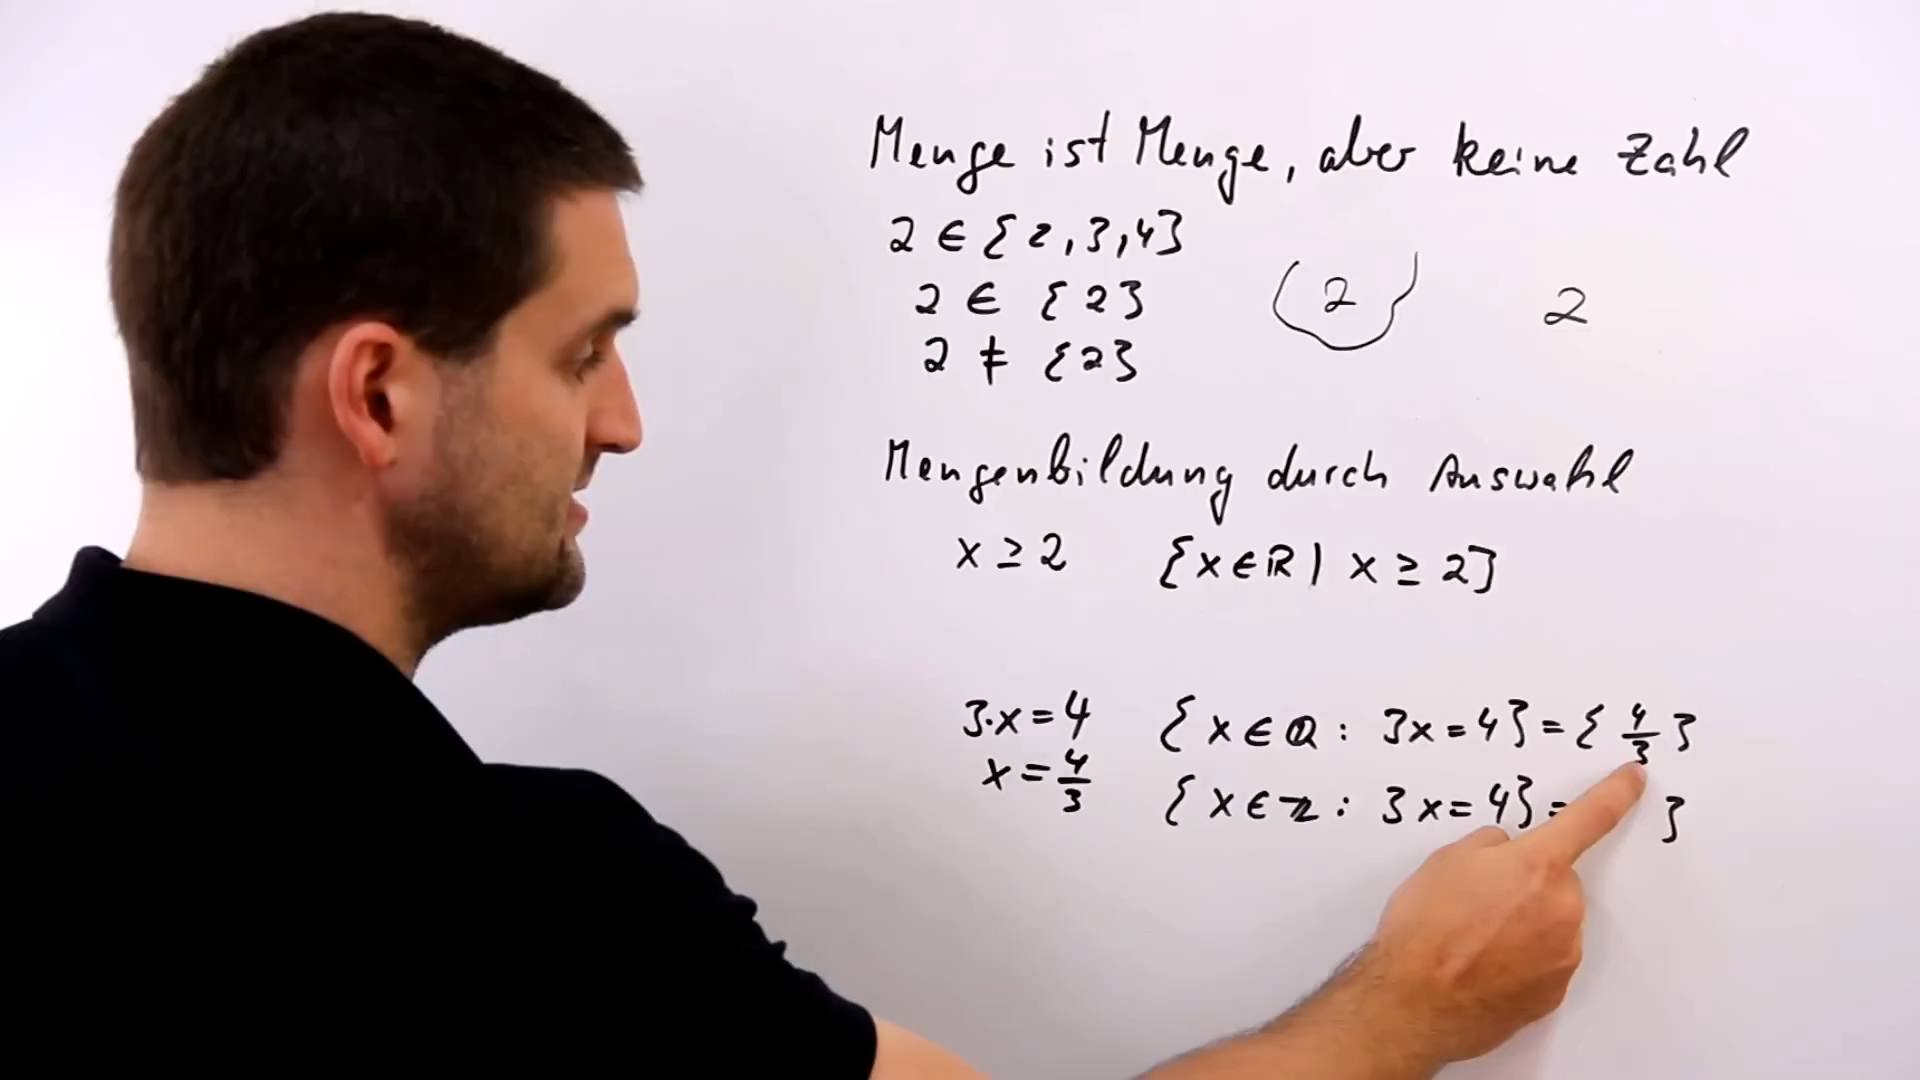 Menge ist Menge, aber keine Zahl
2 ∈ {2,3,4}
2 ∈ {2}
2 2
2 ≠ {2}
Mengenbildung durch Auswahl
x ≥ 2 {x∈ℝ | x ≥ 2}
3·x=4 {x∈ℚ: 3x=4}={4/3}
x=4/3 {x∈ℤ: 3x=4}= }